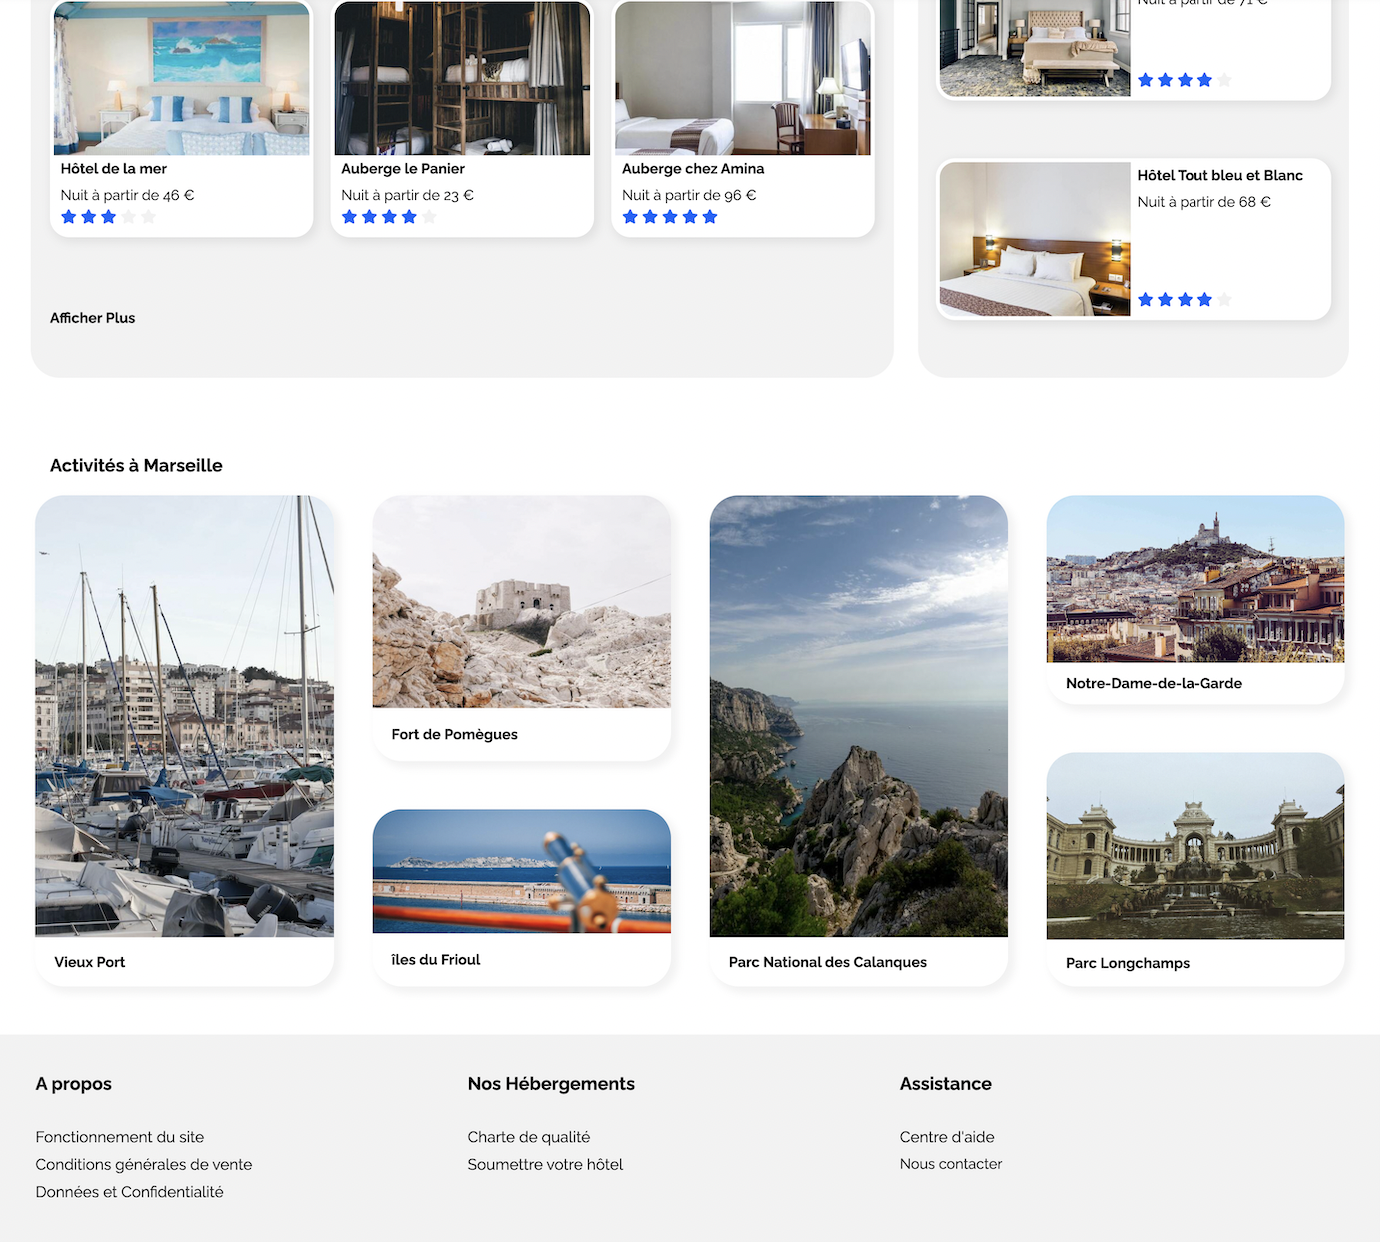 Nuit à partir de 71 €
Hôtel de la mer
Nuit à partir de 46 €
Auberge le Panier
Nuit à partir de 23 €
Auberge chez Amina
Nuit à partir de 96 €
Hôtel Tout bleu et Blanc
Nuit à partir de 68 €
Afficher Plus
Activités à Marseille
Vieux Port
Fort de Pomègues
îles du Frioul
Parc National des Calanques
Notre-Dame-de-la-Garde
Parc Longchamps
A propos
Fonctionnement du site
Conditions générales de vente
Données et Confidentialité
Nos Hébergements
Charte de qualité
Soumettre votre hôtel
Assistance
Centre d'aide
Nous contacter